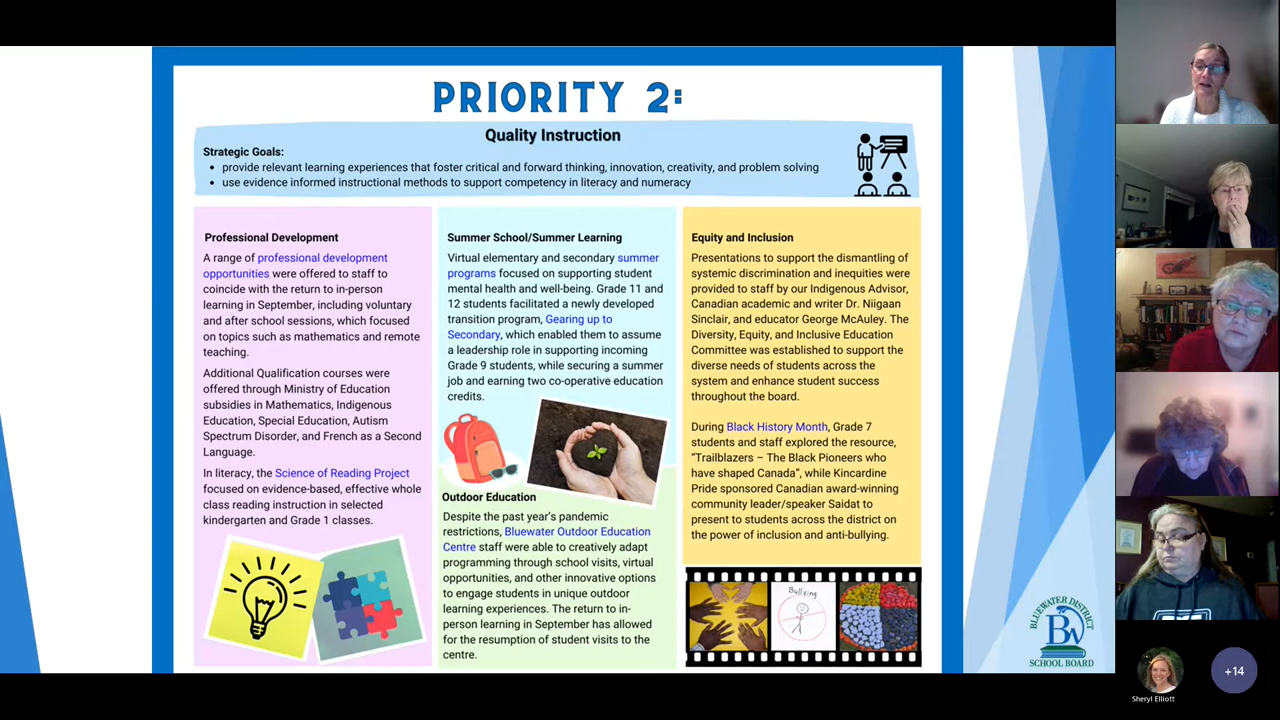 PRIORITY 2:
Quality Instruction
Strategic Goals:
• provide relevant learning experiences that foster critical and forward thinking, innovation, creativity, and problem solving
• use evidence informed instructional methods to support competency in literacy and numeracy
Professional Development
A range of professional development
opportunities were offered to staff to
coincide with the return to in-person
learning in September, including voluntary
and after school sessions, which focused
on topics such as mathematics and remote
teaching.
Additional Qualification courses were
offered through Ministry of Education
subsidies in Mathematics, Indigenous
Education, Special Education, Autism
Spectrum Disorder, and French as a Second
Language.
In literacy, the Science of Reading Project
focused on evidence-based, effective whole
class reading instruction in selected
kindergarten and Grade 1 classes.
Summer School/Summer Learning
Virtual elementary and secondary summer
programs focused on supporting student
mental health and well-being. Grade 11 and
12 students facilitated a newly developed
transition program, Gearing up to
Secondary, which enabled them to assume
a leadership role in supporting incoming
Grade 9 students, while securing a summer
job and earning two co-operative education
credits.
Outdoor Education
Despite the past year's pandemic
restrictions, Bluewater Outdoor Education
Centre staff were able to creatively adapt
programming through school visits, virtual
opportunities, and other innovative options
to engage students in unique outdoor
learning experiences. The return to in-
person learning in September has allowed
for the resumption of student visits to the
centre.
Equity and Inclusion
Presentations to support the dismantling of
systemic discrimination and inequities were
provided to staff by our Indigenous Advisor,
Canadian academic and writer Dr. Niigaan
Sinclair, and educator George McAuley. The
Diversity, Equity, and Inclusive Education
Committee was established to support the
diverse needs of students across the
system and enhance student success
throughout the board.
During Black History Month, Grade 7
students and staff explored the resource,
"Trailblazers – The Black Pioneers who
have shaped Canada", while Kincardine
Pride sponsored Canadian award-winning
community leader/speaker Saidat to
present to students across the district on
the power of inclusion and anti-bullying.
Bullying
BLUEWATER DISTRICT
BW
SCHOOL BOARD
Sheryl Elliott
+14